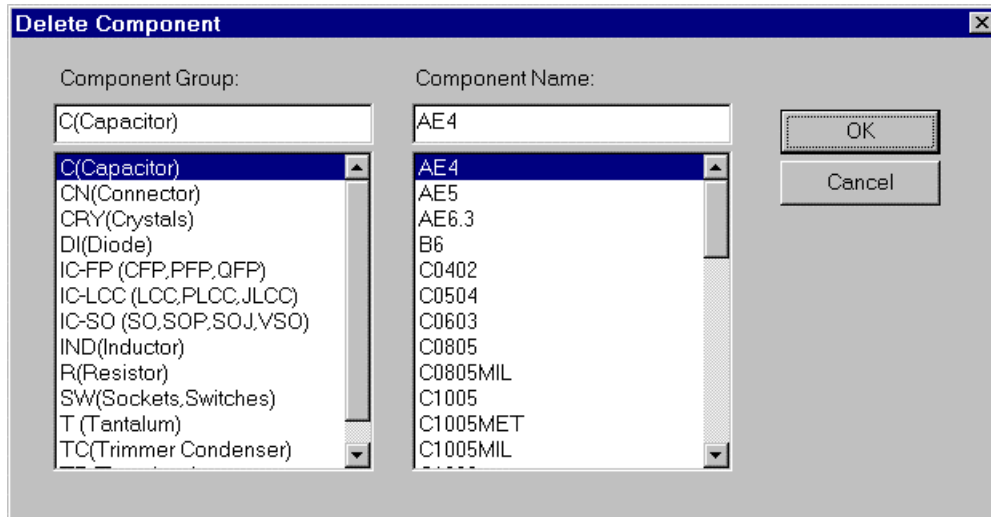 Delete Component
Component Group:
C(Capacitor)
C(Capacitor)
CN(Connector)
CRY(Crystals)
DI(Diode)
IC-FP (CFP,PFP,QFP)
IC-LCC (LCC,PLCC,JLCC)
IC-SO (SO,SOP,SOJ,VSO)
IND(Inductor)
R(Resistor)
SW(Sockets,Switches)
T (Tantalum)
TC(Trimmer Condenser)
Component Name:
AE4
AE4
AE5
AE6.3
B6
C0402
C0504
C0603
C0805
C0805MIL
C1005
C1005MET
C1005MIL
OK
Cancel